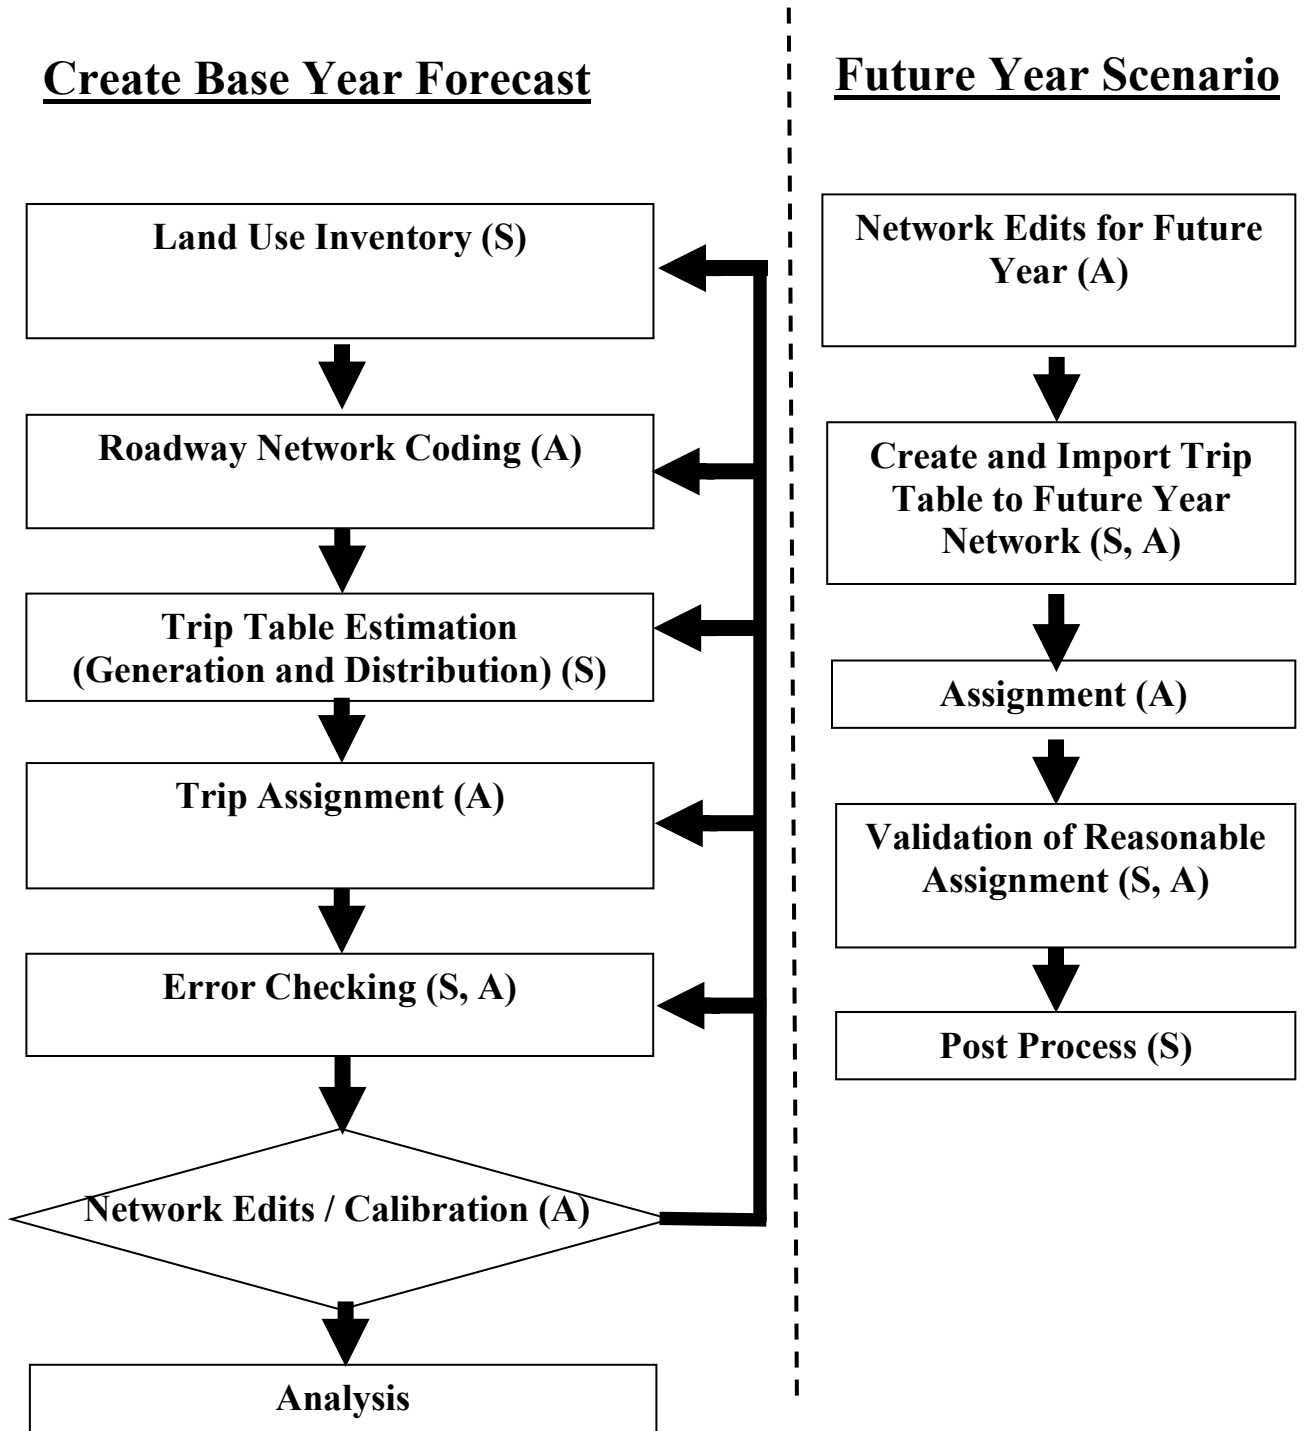 Create Base Year Forecast
Land Use Inventory (S)
Roadway Network Coding (A)
Trip Table Estimation
(Generation and Distribution) (S)
Trip Assignment (A)
Error Checking (S, A)
Network Edits / Calibration (A)
Analysis
Future Year Scenario
Network Edits for Future
Year (A)
Create and Import Trip
Table to Future Year
Network (S, A)
Assignment (A)
Validation of Reasonable
Assignment (S, A)
Post Process (S)